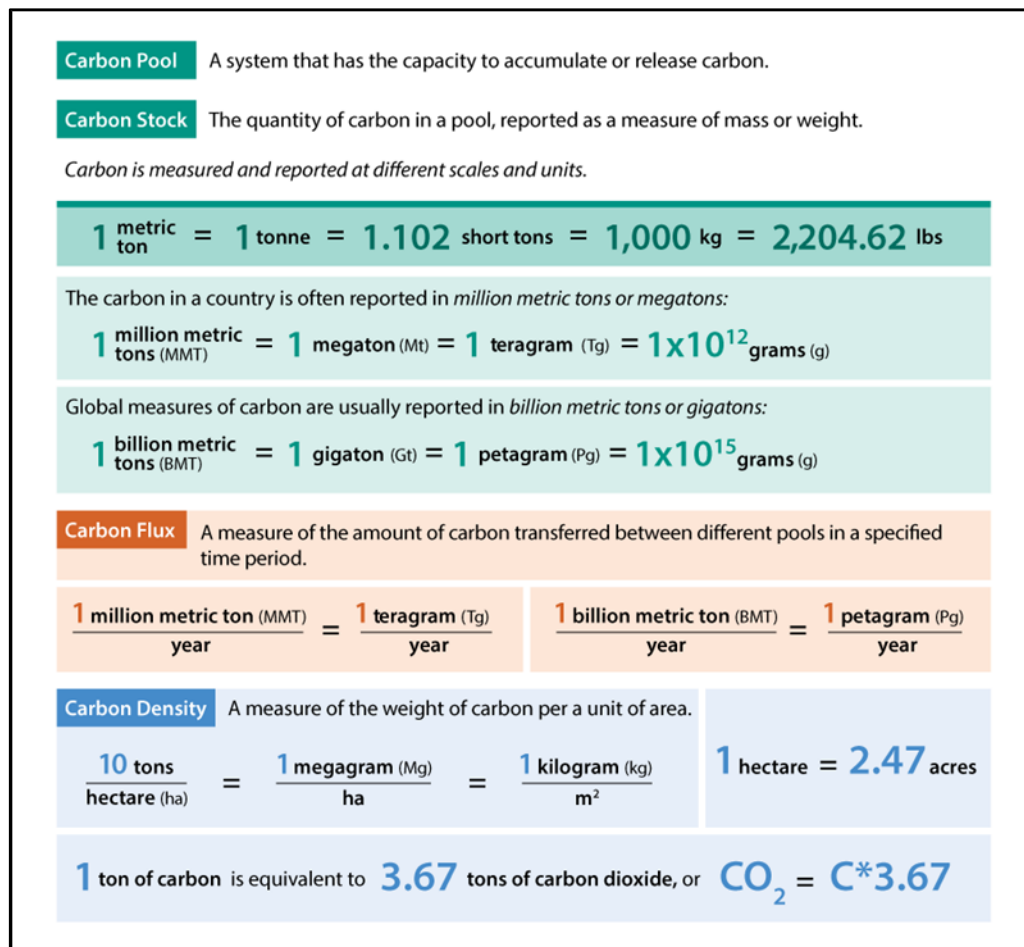 Carbon Pool A system that has the capacity to accumulate or release carbon.
Carbon Stock The quantity of carbon in a pool, reported as a measure of mass or weight.
Carbon is measured and reported at different scales and units.
1 metric ton = 1 tonne = 1.102 short tons = 1,000 kg = 2,204.62 lbs
The carbon in a country is often reported in million metric tons or megatons:
1 million metric tons (MMT) = 1 megaton (Mt) = 1 teragram (Tg) = 1x10¹² grams (g)
Global measures of carbon are usually reported in billion metric tons or gigatons:
1 billion metric tons (BMT) = 1 gigaton (Gt) = 1 petagram (Pg) = 1x10¹⁵ grams (g)
Carbon Flux A measure of the amount of carbon transferred between different pools in a specified
time period.
1 million metric ton (MMT) / year = 1 teragram (Tg) / year
1 billion metric ton (BMT) / year = 1 petagram (Pg) / year
Carbon Density A measure of the weight of carbon per a unit of area.
10 tons / hectare (ha) = 1 megagram (Mg) / ha = 1 kilogram (kg) / m²
1 hectare = 2.47 acres
1 ton of carbon is equivalent to 3.67 tons of carbon dioxide, or CO₂ = C*3.67